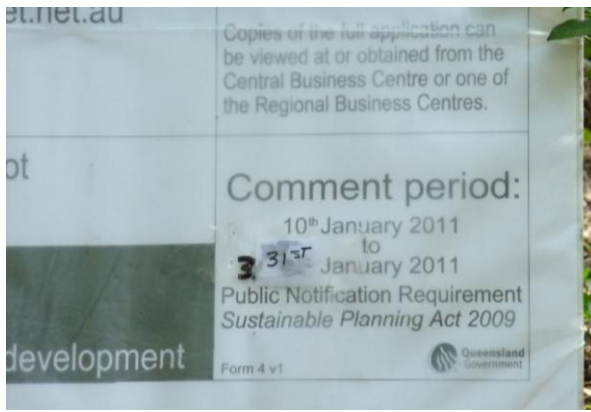 et.net.au
Copies of the full application can
be viewed at or obtained from the
Central Business Centre or one of
the Regional Business Centres.
ot
Comment period:
10th January 2011
to
3 31ST January 2011
Public Notification Requirement
Sustainable Planning Act 2009
development
Form 4 v1
Queensland
Government